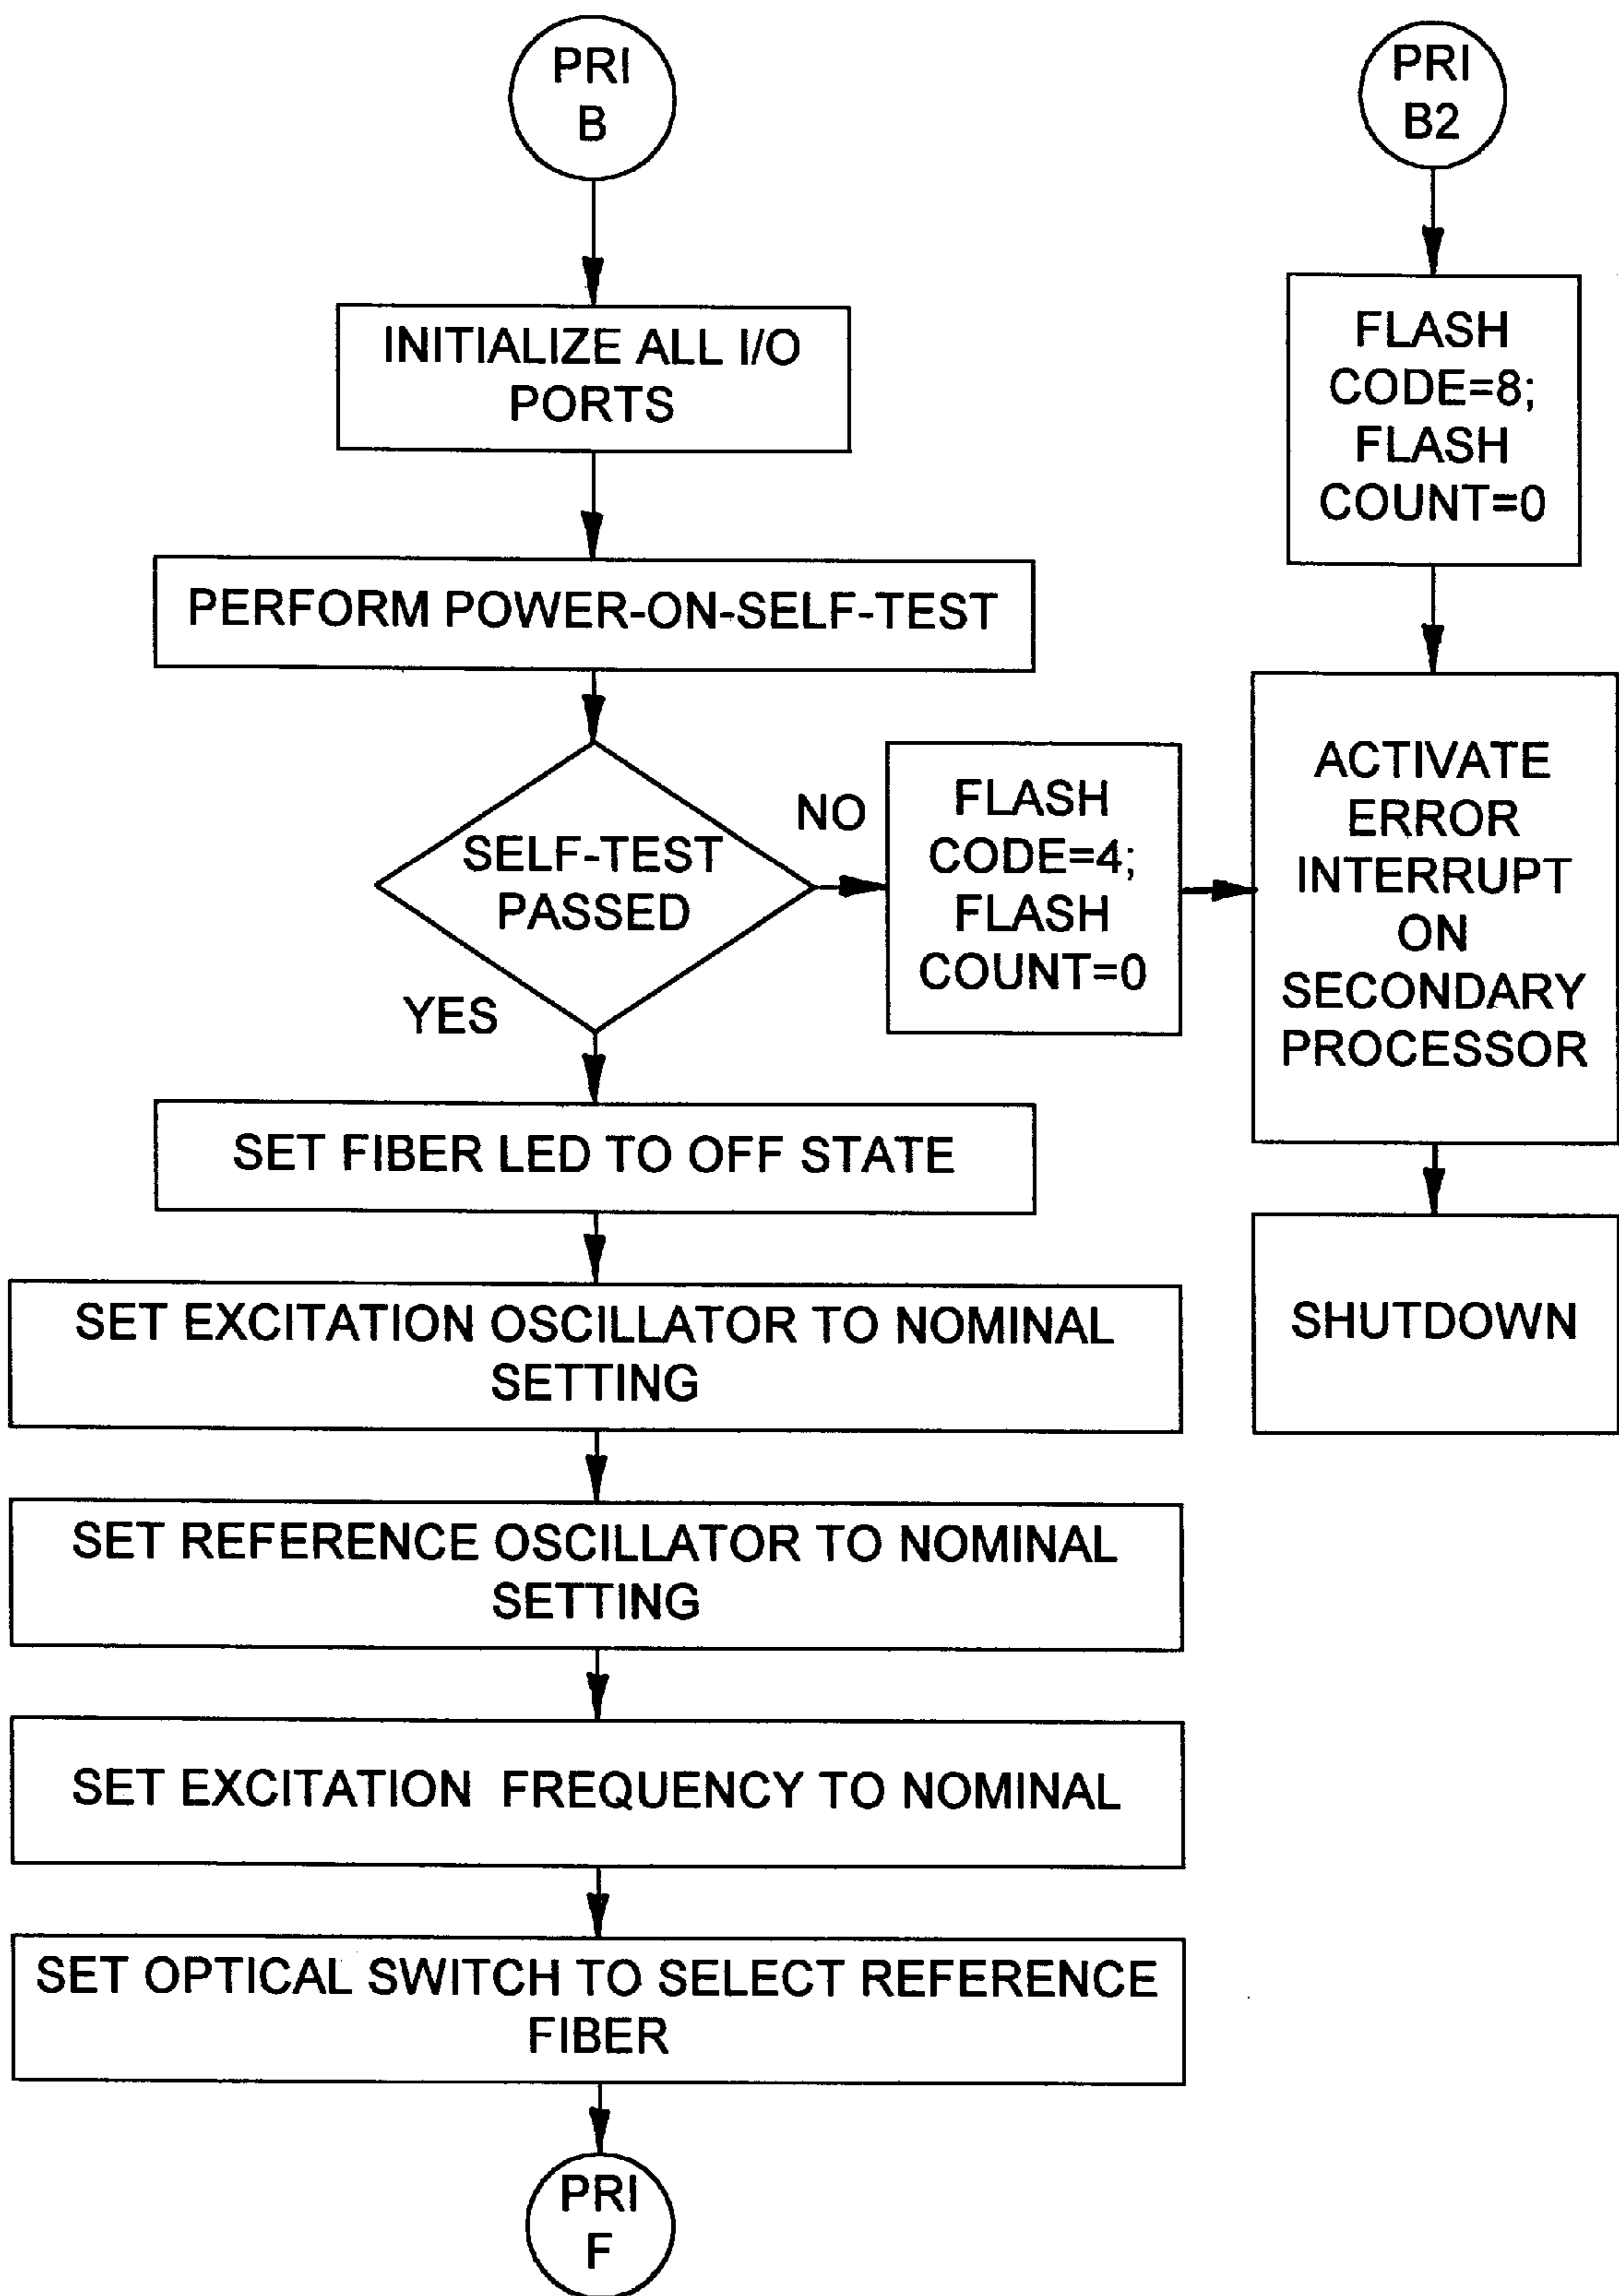 PRI
B
INITIALIZE ALL I/O
PORTS
PERFORM POWER-ON-SELF-TEST
SELF-TEST
PASSED
NO
YES
FLASH
CODE=4;
FLASH
COUNT=0
SET FIBER LED TO OFF STATE
SET EXCITATION OSCILLATOR TO NOMINAL
SETTING
SET REFERENCE OSCILLATOR TO NOMINAL
SETTING
SET EXCITATION FREQUENCY TO NOMINAL
SET OPTICAL SWITCH TO SELECT REFERENCE
FIBER
PRI
F
PRI
B2
FLASH
CODE=8;
FLASH
COUNT=0
ACTIVATE
ERROR
INTERRUPT
ON
SECONDARY
PROCESSOR
SHUTDOWN